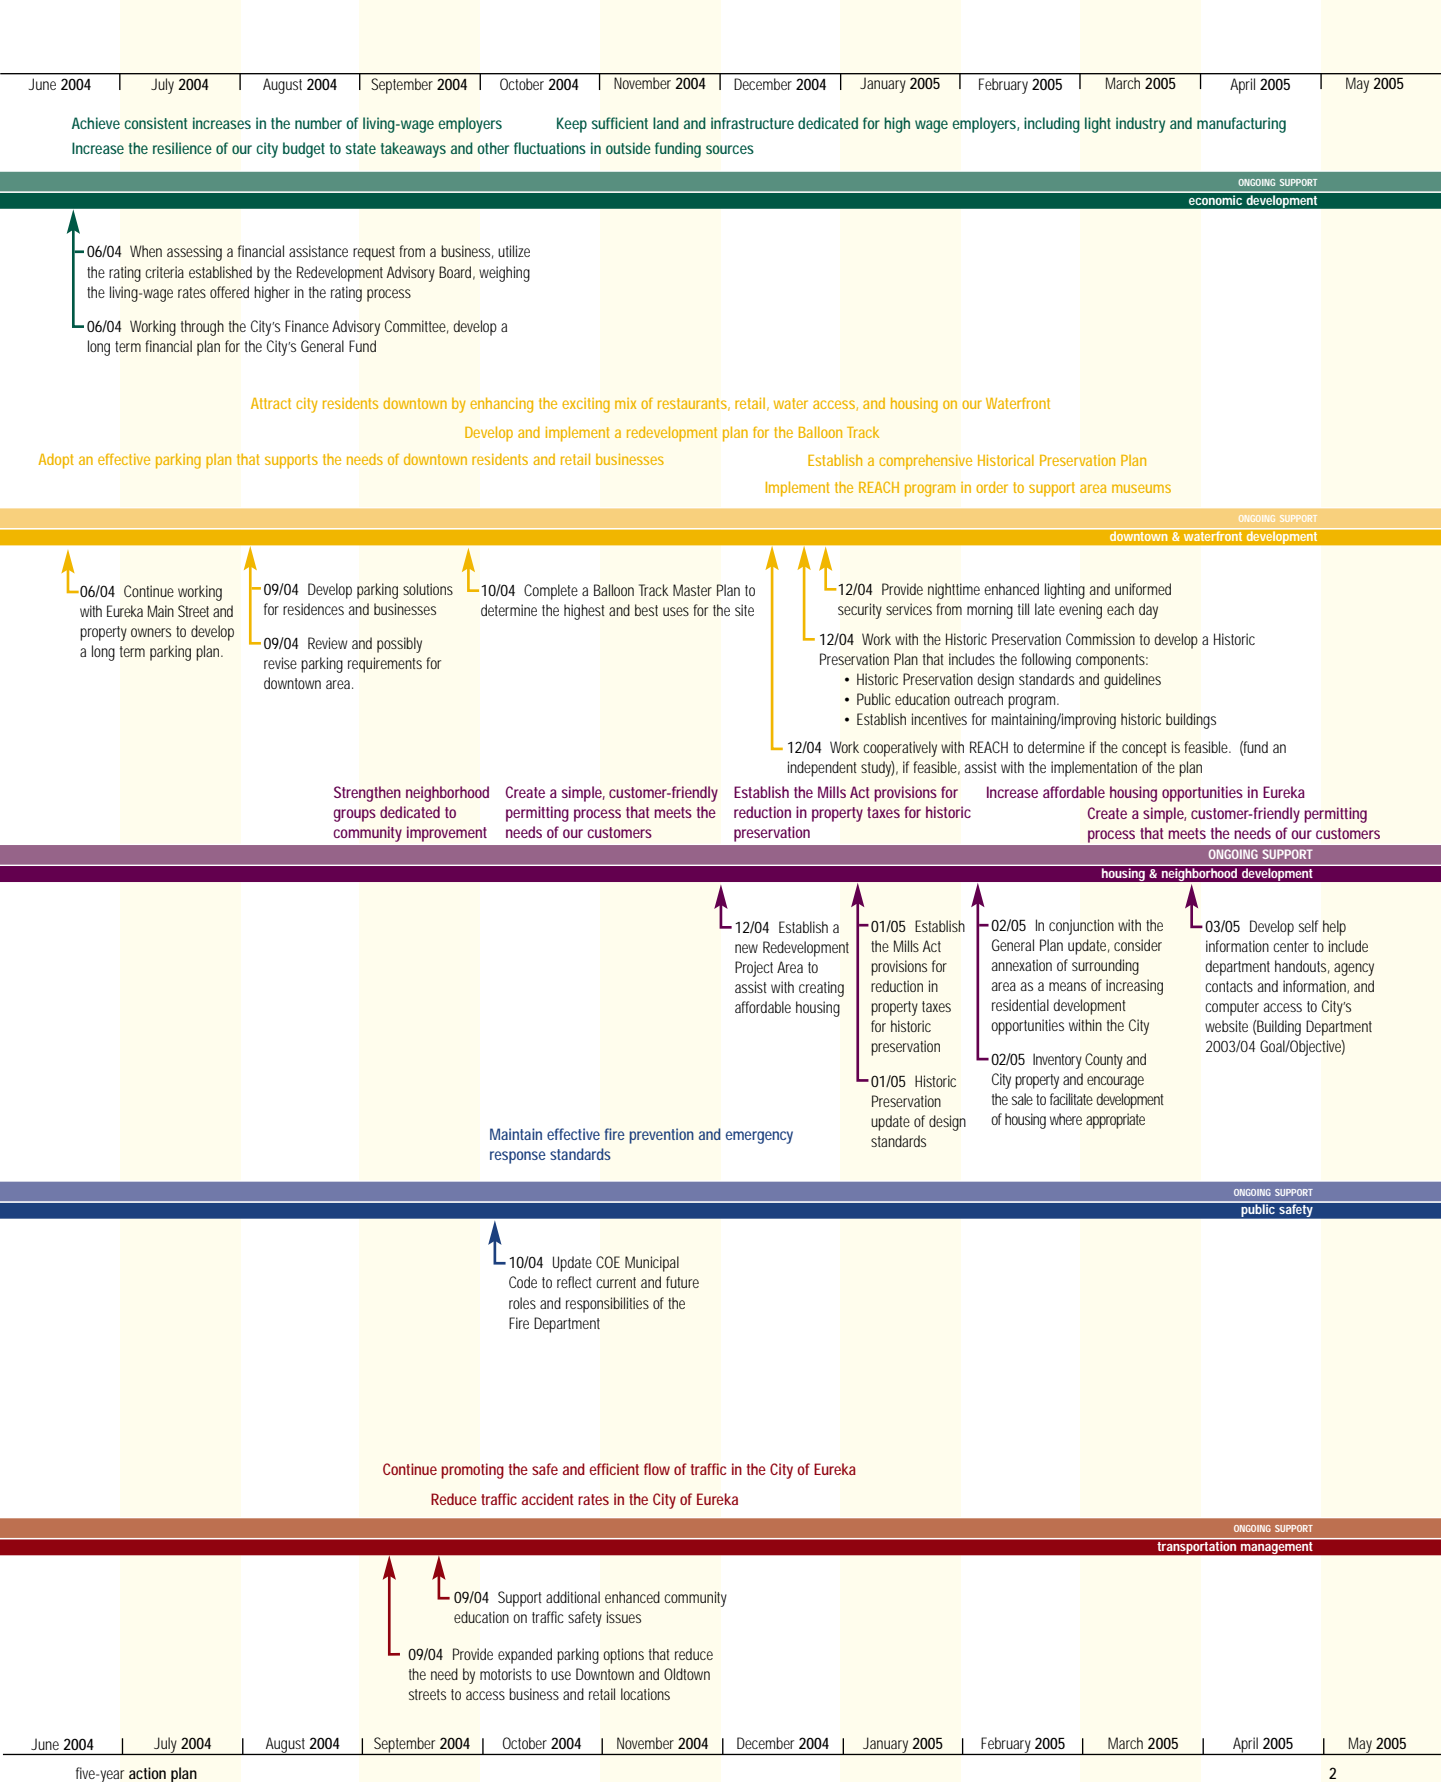 June 2004 July 2004 August 2004 September 2004 October 2004 November 2004 December 2004 January 2005 February 2005 March 2005 April 2005 May 2005
Achieve consistent increases in the number of living-wage employers
Keep sufficient land and infrastructure dedicated for high wage employers, including light industry and manufacturing
Increase the resilience of our city budget to state takeaways and other fluctuations in outside funding sources
ONGOING SUPPORT
economic development
06/04 When assessing a financial assistance request from a business, utilize
the rating criteria established by the Redevelopment Advisory Board, weighing
the living-wage rates offered higher in the rating process
06/04 Working through the City's Finance Advisory Committee, develop a
long term financial plan for the City's General Fund
Attract city residents downtown by enhancing the exciting mix of restaurants, retail, water access, and housing on our Waterfront
Develop and implement a redevelopment plan for the Balloon Track
Adopt an effective parking plan that supports the needs of downtown residents and retail businesses
Establish a comprehensive Historical Preservation Plan
Implement the REACH program in order to support area museums
ONGOING SUPPORT
downtown & waterfront development
06/04 Continue working
with Eureka Main Street and
property owners to develop
a long term parking plan.
09/04 Develop parking solutions
for residences and businesses
09/04 Review and possibly
revise parking requirements for
downtown area.
10/04 Complete a Balloon Track Master Plan to
determine the highest and best uses for the site
12/04 Provide nighttime enhanced lighting and uniformed
security services from morning till late evening each day
12/04 Work with the Historic Preservation Commission to develop a Historic
Preservation Plan that includes the following components:
• Historic Preservation design standards and guidelines
• Public education outreach program.
• Establish incentives for maintaining/improving historic buildings
12/04 Work cooperatively with REACH to determine if the concept is feasible. (fund an
independent study), if feasible, assist with the implementation of the plan
Strengthen neighborhood
groups dedicated to
community improvement
Create a simple, customer-friendly
permitting process that meets the
needs of our customers
Establish the Mills Act provisions for
reduction in property taxes for historic
preservation
Increase affordable housing opportunities in Eureka
Create a simple, customer-friendly permitting
process that meets the needs of our customers
ONGOING SUPPORT
housing & neighborhood development
12/04 Establish a
new Redevelopment
Project Area to
assist with creating
affordable housing
01/05 Establish
the Mills Act
provisions for
reduction in
property taxes
for historic
preservation
01/05 Historic
Preservation
update of design
standards
02/05 In conjunction with the
General Plan update, consider
annexation of surrounding
area as a means of increasing
residential development
opportunities within the City
02/05 Inventory County and
City property and encourage
the sale to facilitate development
of housing where appropriate
03/05 Develop self help
information center to include
department handouts, agency
contacts and information, and
computer access to City's
website (Building Department
2003/04 Goal/Objective)
Maintain effective fire prevention and emergency
response standards
ONGOING SUPPORT
public safety
10/04 Update COE Municipal
Code to reflect current and future
roles and responsibilities of the
Fire Department
Continue promoting the safe and efficient flow of traffic in the City of Eureka
Reduce traffic accident rates in the City of Eureka
ONGOING SUPPORT
transportation management
09/04 Support additional enhanced community
education on traffic safety issues
09/04 Provide expanded parking options that reduce
the need by motorists to use Downtown and Oldtown
streets to access business and retail locations
June 2004 July 2004 August 2004 September 2004 October 2004 November 2004 December 2004 January 2005 February 2005 March 2005 April 2005 May 2005
five-year action plan
2